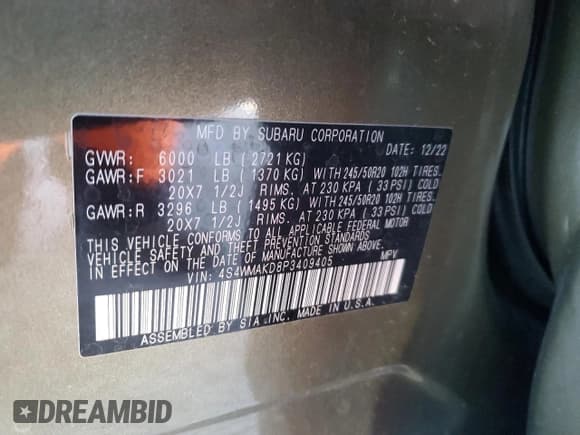 MFD BY SUBARU CORPORATION
DATE: 12/22
GVWR: 6000 LB ( 2721 KG)
GAWR:F 3021 LB ( 1370 KG) WITH 245/50R20 102H TIRES,
20X7 1/2J RIMS, AT 230 KPA ( 33 PSI) COLD
GAWR:R 3296 LB ( 1495 KG) WITH 245/50R20 102H TIRES,
20X7 1/2J RIMS, AT 230 KPA ( 33 PSI) COLD
THIS VEHICLE CONFORMS TO ALL APPLICABLE FEDERAL MOTOR
VEHICLE SAFETY AND THEFT PREVENTION STANDARDS
IN EFFECT ON THE DATE OF MANUFACTURE SHOWN ABOVE.
VIN: 4S4WMAKD8P3409405 MPV
ASSEMBLED BY SIA INC. MADE IN U.S.A.
DREAMBID